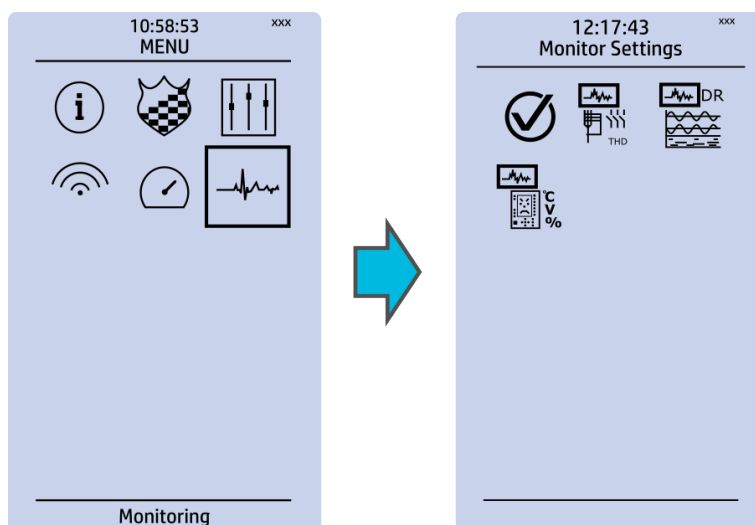 10:58:53 xxx
MENU
i
Monitoring
12:17:43 xxx
Monitor Settings
DR
THD
°C
V
%